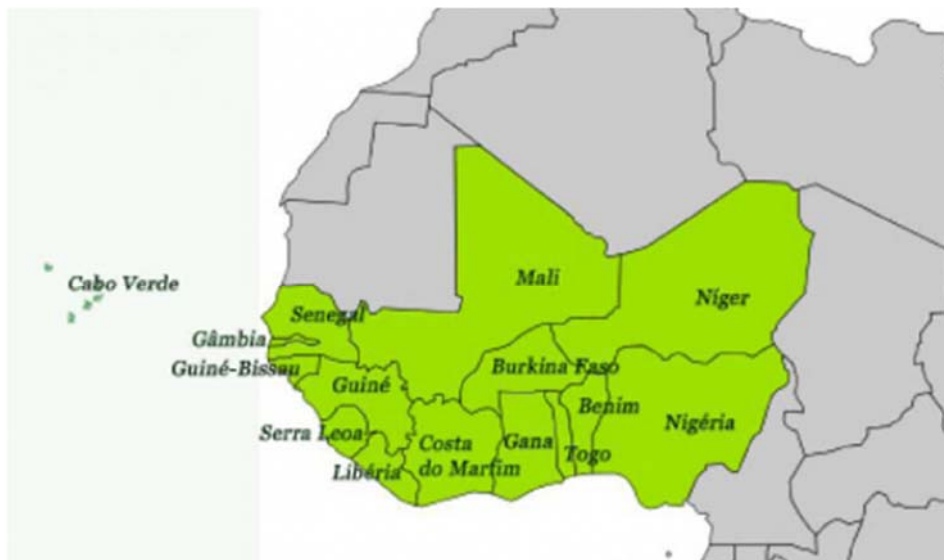 Mali
Cabo Verde
Níger
Senegal
Gâmbia
Guiné-Bissau
Burkina Faso
Guiné
Benim
Nigéria
Serra Leoa
Costa
do Marfim
Gana
Togo
Libéria